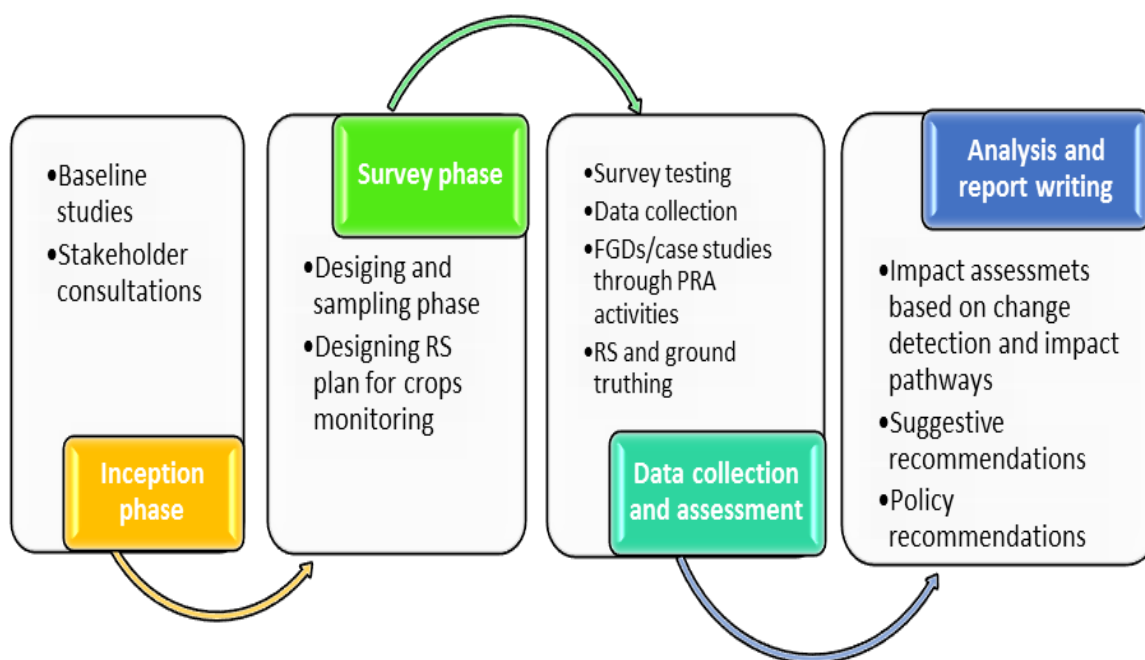 •Baseline
studies
•Stakeholder
consultations
Inception
phase
Survey phase
•Desiging and
sampling phase
•Designing RS
plan for crops
monitoring
•Survey testing
•Data collection
•FGDs/case studies
through PRA
activities
•RS and ground
truthing
Data collection
and assessment
Analysis and
report writing
•Impact assessmets
based on change
detection and impact
pathways
•Suggestive
recommendations
•Policy
recommendations